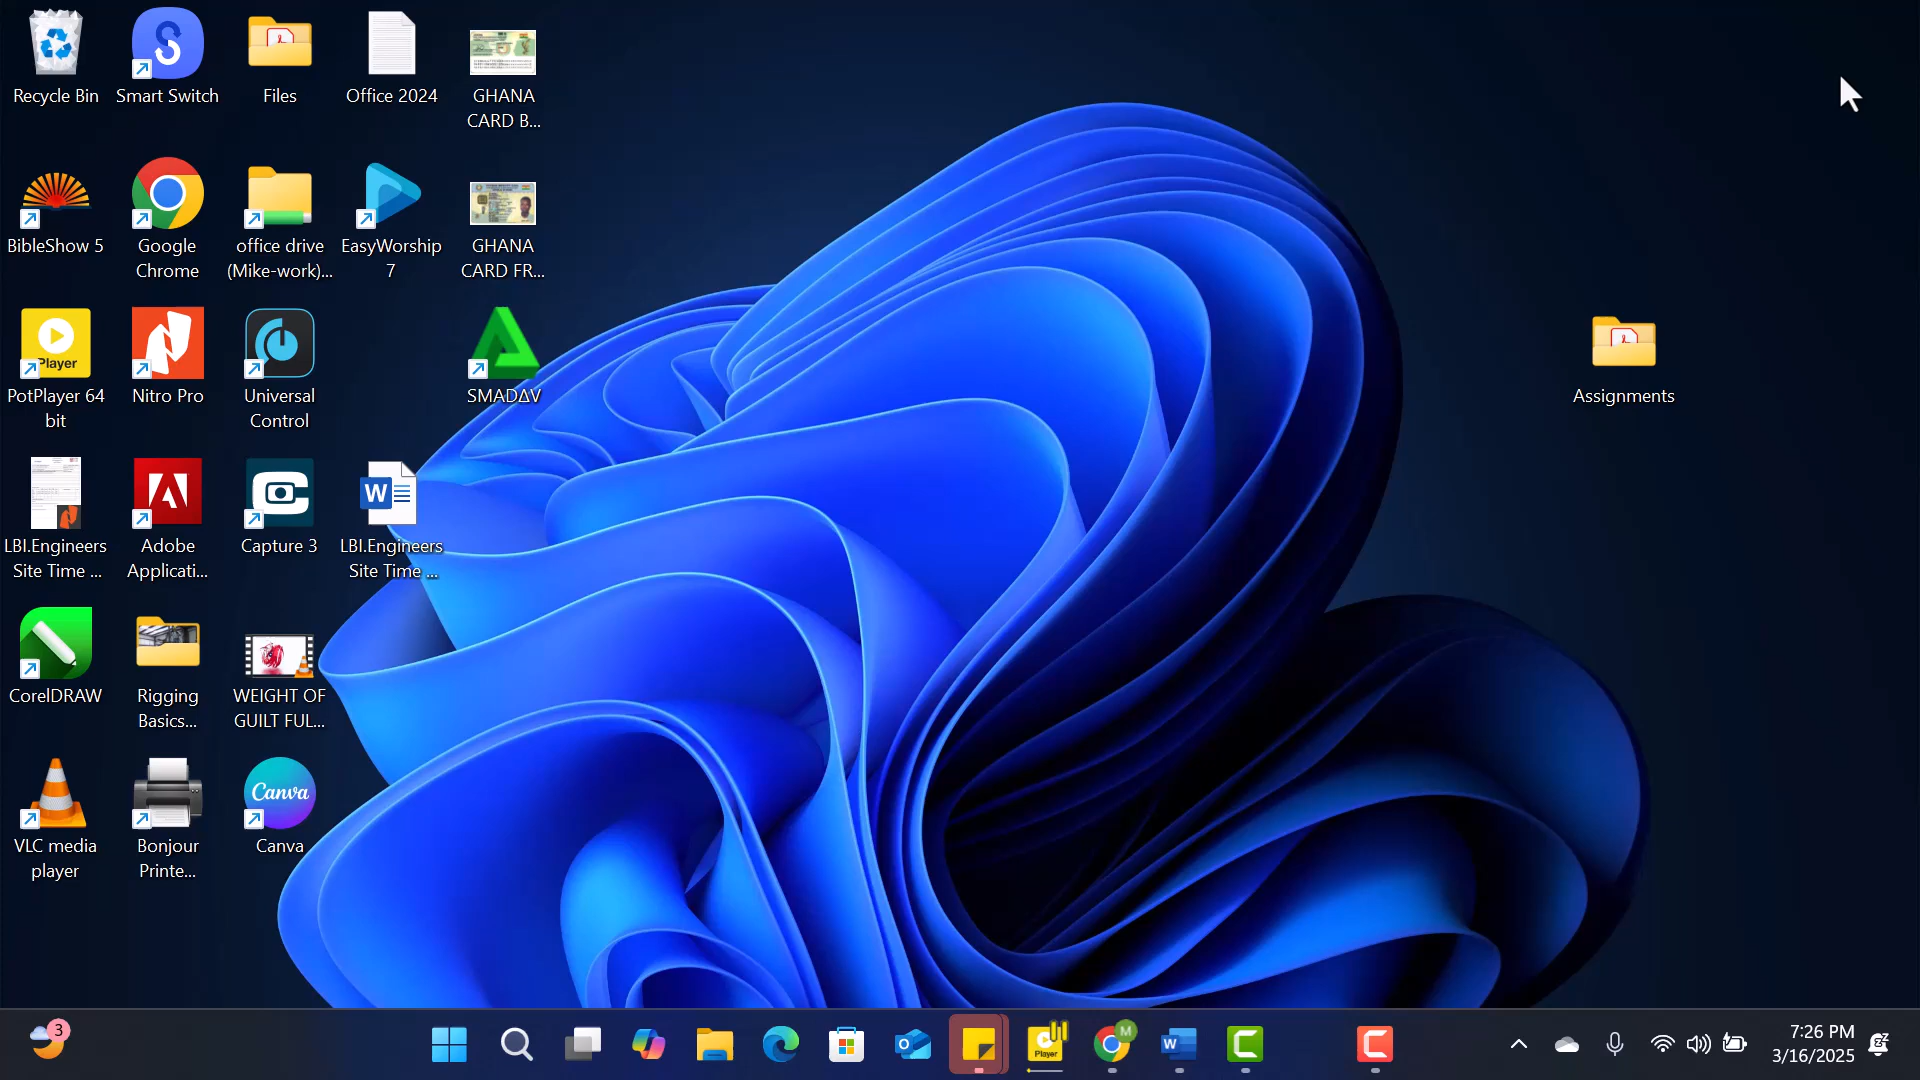 Recycle Bin
Smart Switch
Files
Office 2024
GHANA
CARD B...
BibleShow 5
Google
Chrome
office drive
(Mike-work)...
EasyWorship
7
GHANA
CARD FR...
Player
PotPlayer 64
bit
Nitro Pro
Universal
Control
SMADΔV
Assignments
LBI.Engineers
Site Time ...
Adobe
Applicati...
Capture 3
W
LBI.Engineers
Site Time ...
CorelDRAW
Rigging
Basics...
WEIGHT OF
GUILT FUL...
VLC media
player
Bonjour
Printe...
Canva
Canva
3
Player
M
W
7:26 PM
3/16/2025